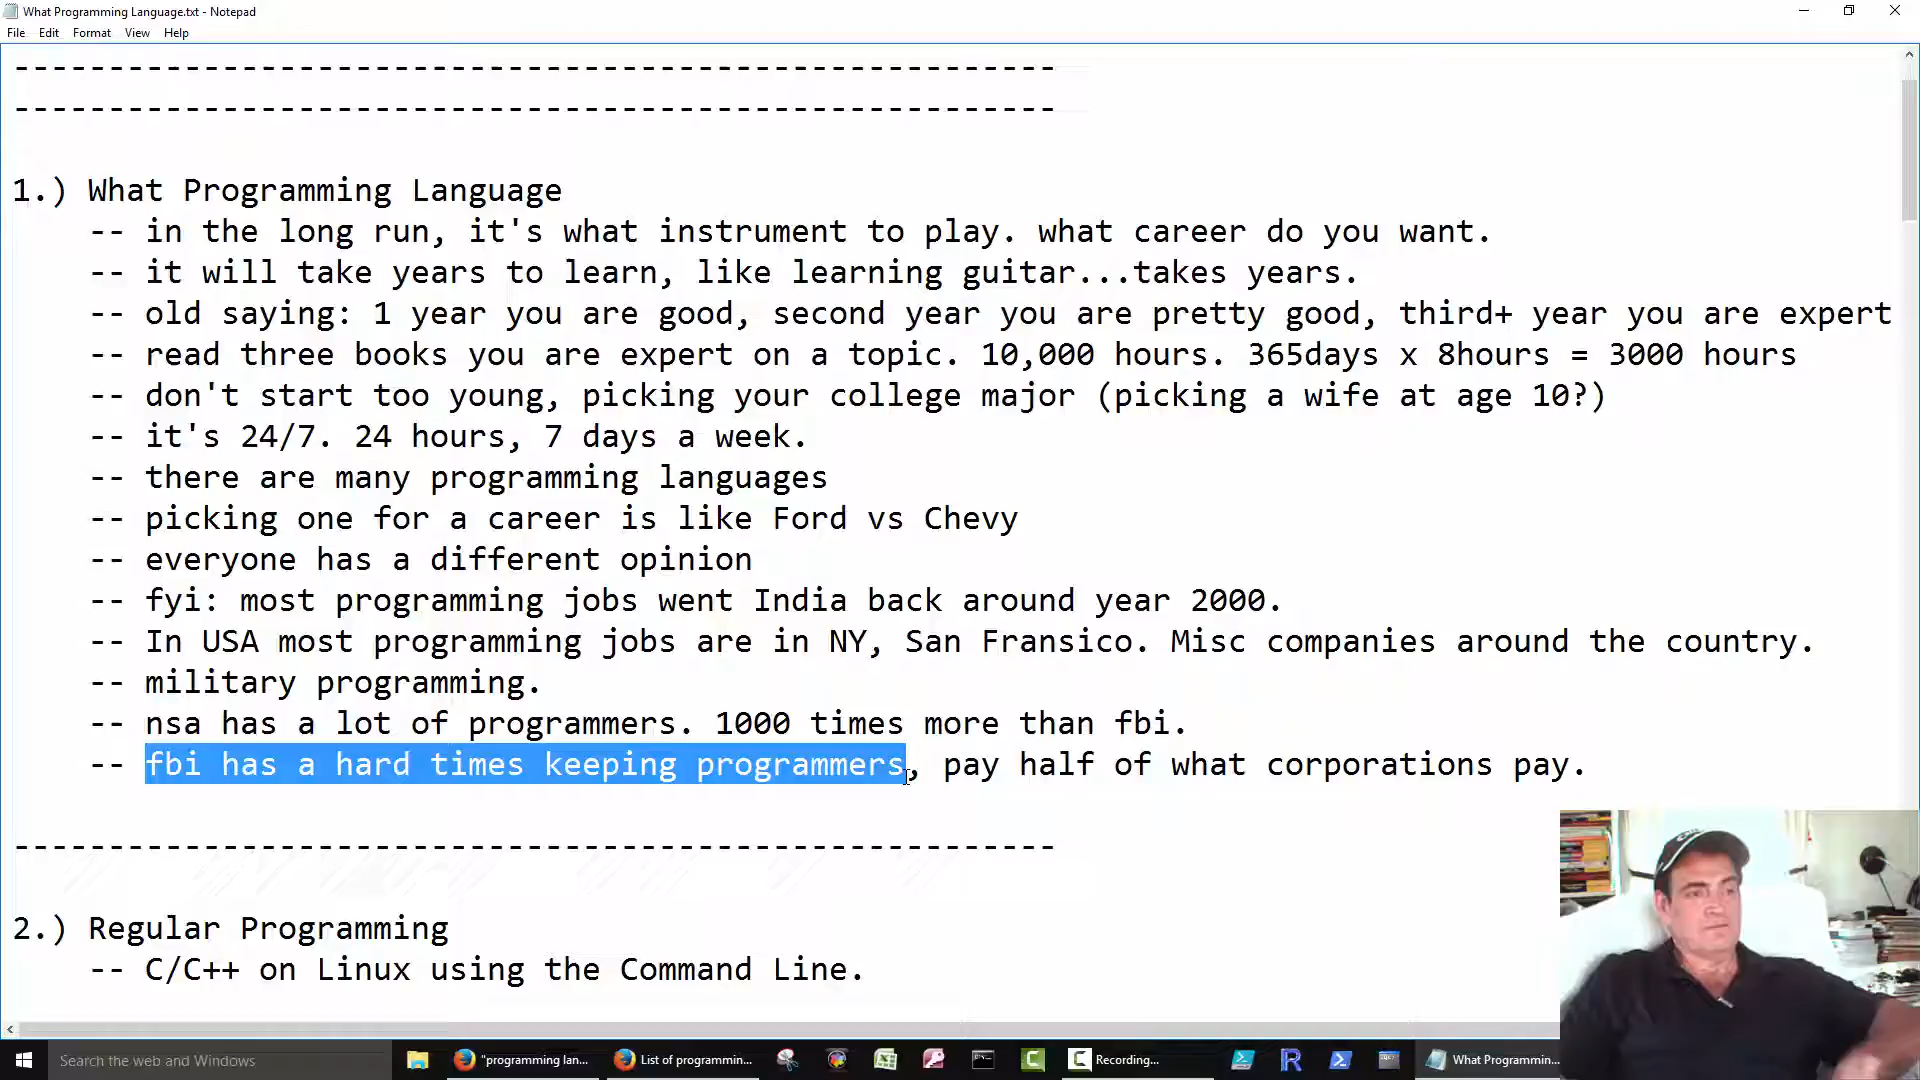 What Programming Language.txt - Notepad
File Edit Format View Help
-------------------------------------------------------
-------------------------------------------------------
1.) What Programming Language
-- in the long run, it's what instrument to play. what career do you want.
-- it will take years to learn, like learning guitar...takes years.
-- old saying: 1 year you are good, second year you are pretty good, third+ year you are expert
-- read three books you are expert on a topic. 10,000 hours. 365days x 8hours = 3000 hours
-- don't start too young, picking your college major (picking a wife at age 10?)
-- it's 24/7. 24 hours, 7 days a week.
-- there are many programming languages
-- picking one for a career is like Ford vs Chevy
-- everyone has a different opinion
-- fyi: most programming jobs went India back around year 2000.
-- In USA most programming jobs are in NY, San Fransico. Misc companies around the country.
-- military programming.
-- nsa has a lot of programmers. 1000 times more than fbi.
-- fbi has a hard times keeping programmers, pay half of what corporations pay.
-------------------------------------------------------
2.) Regular Programming
-- C/C++ on Linux using the Command Line.
Search the web and Windows "programming lan... List of programmin... Recording... What Programmin...